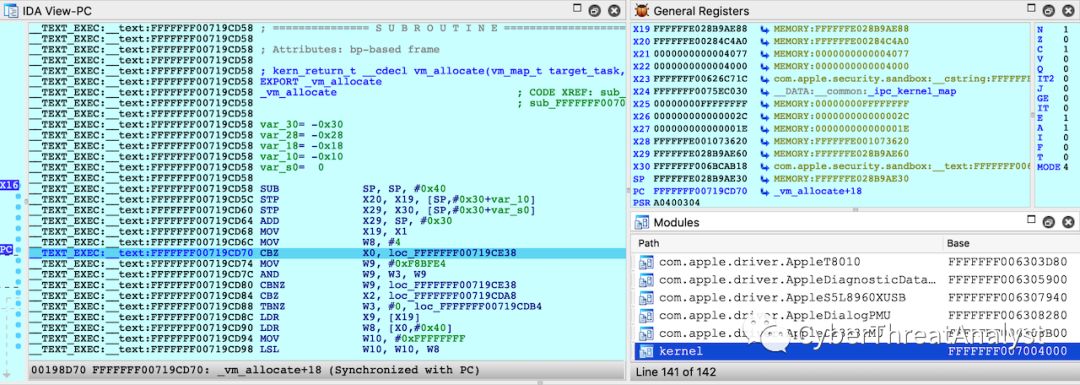 IDA View-PC
__TEXT_EXEC:__text:FFFFFFF00719CD58 ; =============== S U B R O U T I N E =====================
__TEXT_EXEC:__text:FFFFFFF00719CD58
__TEXT_EXEC:__text:FFFFFFF00719CD58 ; Attributes: bp-based frame
__TEXT_EXEC:__text:FFFFFFF00719CD58
__TEXT_EXEC:__text:FFFFFFF00719CD58 ; kern_return_t __cdecl vm_allocate(vm_map_t target_task,
__TEXT_EXEC:__text:FFFFFFF00719CD58 EXPORT _vm_allocate
__TEXT_EXEC:__text:FFFFFFF00719CD58 _vm_allocate ; CODE XREF: sub_
__TEXT_EXEC:__text:FFFFFFF00719CD58 ; sub_FFFFFFF0070
__TEXT_EXEC:__text:FFFFFFF00719CD58
__TEXT_EXEC:__text:FFFFFFF00719CD58 var_30= -0x30
__TEXT_EXEC:__text:FFFFFFF00719CD58 var_28= -0x28
__TEXT_EXEC:__text:FFFFFFF00719CD58 var_18= -0x18
__TEXT_EXEC:__text:FFFFFFF00719CD58 var_10= -0x10
__TEXT_EXEC:__text:FFFFFFF00719CD58 var_s0= 0
__TEXT_EXEC:__text:FFFFFFF00719CD58
X16 __TEXT_EXEC:__text:FFFFFFF00719CD58 SUB SP, SP, #0x40
__TEXT_EXEC:__text:FFFFFFF00719CD5C STP X20, X19, [SP,#0x30+var_10]
__TEXT_EXEC:__text:FFFFFFF00719CD60 STP X29, X30, [SP,#0x30+var_s0]
__TEXT_EXEC:__text:FFFFFFF00719CD64 ADD X29, SP, #0x30
__TEXT_EXEC:__text:FFFFFFF00719CD68 MOV X19, X1
__TEXT_EXEC:__text:FFFFFFF00719CD6C MOV W8, #4
PC __TEXT_EXEC:__text:FFFFFFF00719CD70 CBZ X0, loc_FFFFFFF00719CE38
__TEXT_EXEC:__text:FFFFFFF00719CD74 MOV W9, #0xF8BFE4
__TEXT_EXEC:__text:FFFFFFF00719CD7C AND W9, W3, W9
__TEXT_EXEC:__text:FFFFFFF00719CD80 CBNZ W9, loc_FFFFFFF00719CE38
__TEXT_EXEC:__text:FFFFFFF00719CD84 CBZ X2, loc_FFFFFFF00719CDA8
__TEXT_EXEC:__text:FFFFFFF00719CD88 TBNZ W3, #0, loc_FFFFFFF00719CDB4
__TEXT_EXEC:__text:FFFFFFF00719CD8C LDR X9, [X19]
__TEXT_EXEC:__text:FFFFFFF00719CD90 LDR W8, [X0,#0x40]
__TEXT_EXEC:__text:FFFFFFF00719CD94 MOV W10, #0xFFFFFFFF
__TEXT_EXEC:__text:FFFFFFF00719CD98 LSL W10, W10, W8
00198D70 FFFFFFF00719CD70: _vm_allocate+18 (Synchronized with PC)
General Registers
X19 FFFFFFE028B9AE88 MEMORY:FFFFFFE028B9AE88
X20 FFFFFFE00284C4A0 MEMORY:FFFFFFE00284C4A0
X21 0000000000004077 MEMORY:0000000000004077
X22 0000000000004000 MEMORY:0000000000004000
X23 FFFFFFF00626C71C com.apple.security.sandbox:__cstring:FFFFFFF
X24 FFFFFFF0075EC030 __DATA:__common:_ipc_kernel_map
X25 00000000FFFFFFFF MEMORY:00000000FFFFFFFF
X26 000000000000002C MEMORY:000000000000002C
X27 000000000000001E MEMORY:000000000000001E
X28 FFFFFFE001073620 MEMORY:FFFFFFE001073620
X29 FFFFFFE028B9AE60 MEMORY:FFFFFFE028B9AE60
X30 FFFFFFF006BCAB18 com.apple.security.sandbox:__text:FFFFFFF006
SP FFFFFFE028B9AE30 MEMORY:FFFFFFE028B9AE30
PC FFFFFFF00719CD70 _vm_allocate+18
PSR A0400304
N 1
Z 0
C 1
V 0
Q 0
IT2 0
J 0
GE 0
IT 0
E 1
A 1
I 0
F 0
T 0
MODE 4
Modules
Path Base
com.apple.driver.AppleT8010 FFFFFFF006303D80
com.apple.driver.AppleDiagnosticData... FFFFFFF006305900
com.apple.driver.AppleS5L8960XUSB FFFFFFF006307940
com.apple.driver.AppleDialogPMU FFFFFFF006308280
kernel FFFFFFF007004000
CyberThreatAnalyst
Line 141 of 142